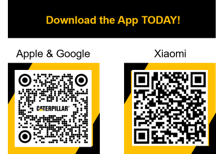 Download the App TODAY!
Apple & Google
Xiaomi
CATERPILLAR